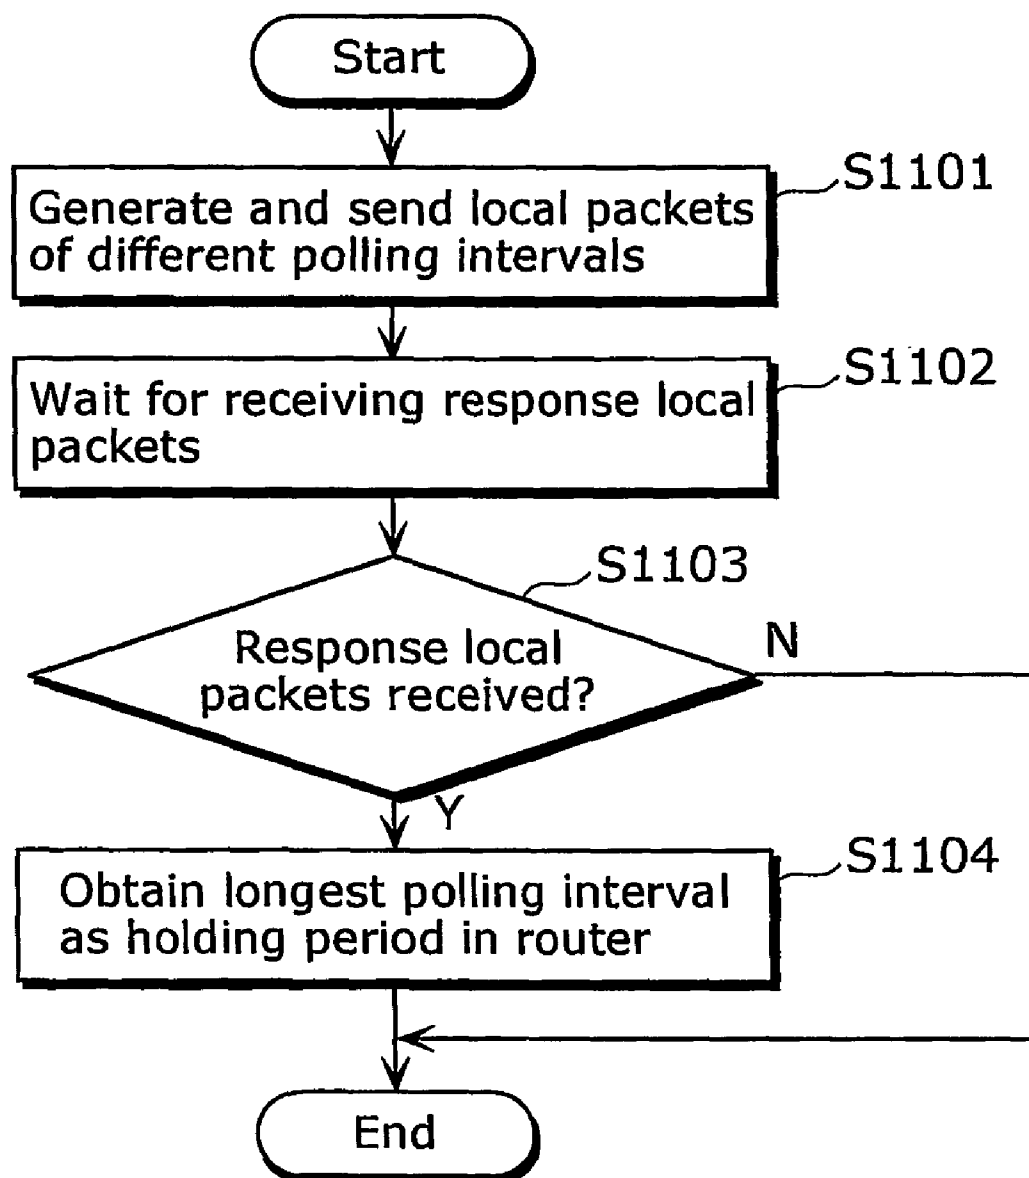 Start
S1101
Generate and send local packets
of different polling intervals
S1102
Wait for receiving response local
packets
S1103
Response local
packets received?
N
Y
S1104
Obtain longest polling interval
as holding period in router
End